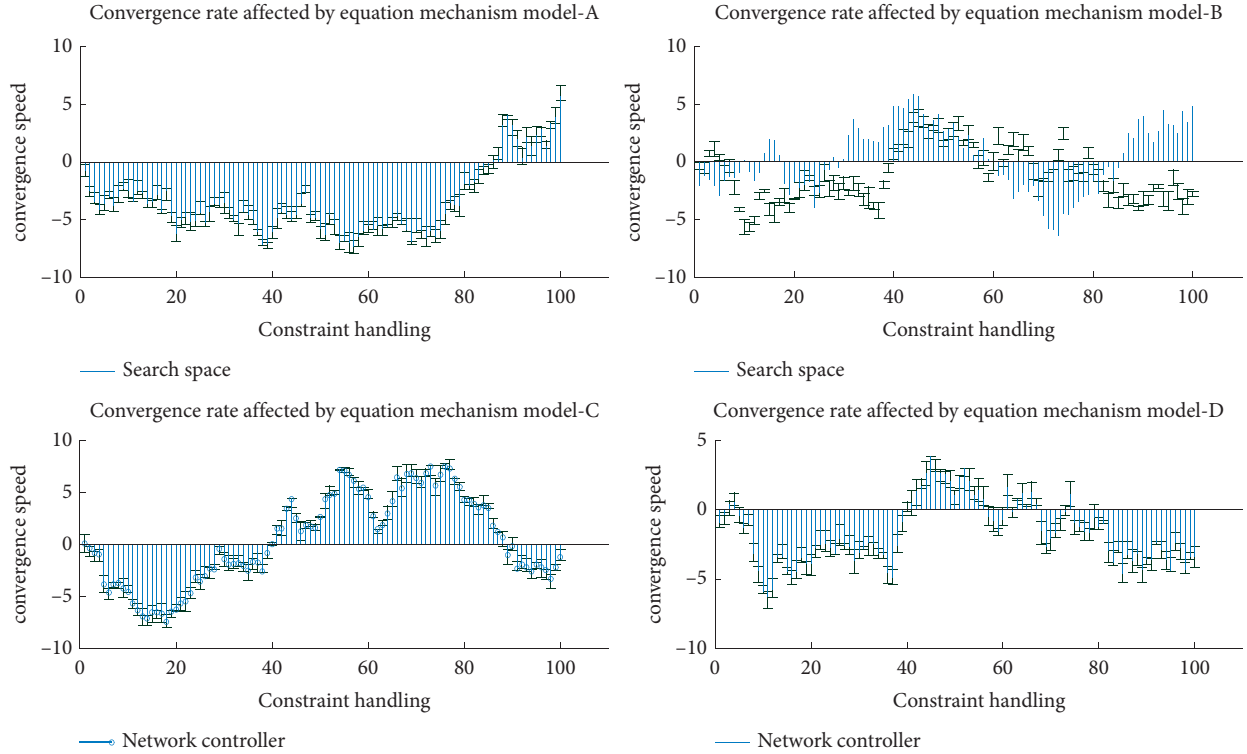 Convergence rate affected by equation mechanism model-A
10
5
0
–5
–10
convergence speed
0 20 40 60 80 100
Constraint handling
Search space
Convergence rate affected by equation mechanism model-B
10
5
0
–5
–10
convergence speed
0 20 40 60 80 100
Constraint handling
Search space
Convergence rate affected by equation mechanism model-C
10
5
0
–5
–10
convergence speed
0 20 40 60 80 100
Constraint handling
Network controller
Convergence rate affected by equation mechanism model-D
5
0
–5
–10
convergence speed
0 20 40 60 80 100
Constraint handling
Network controller